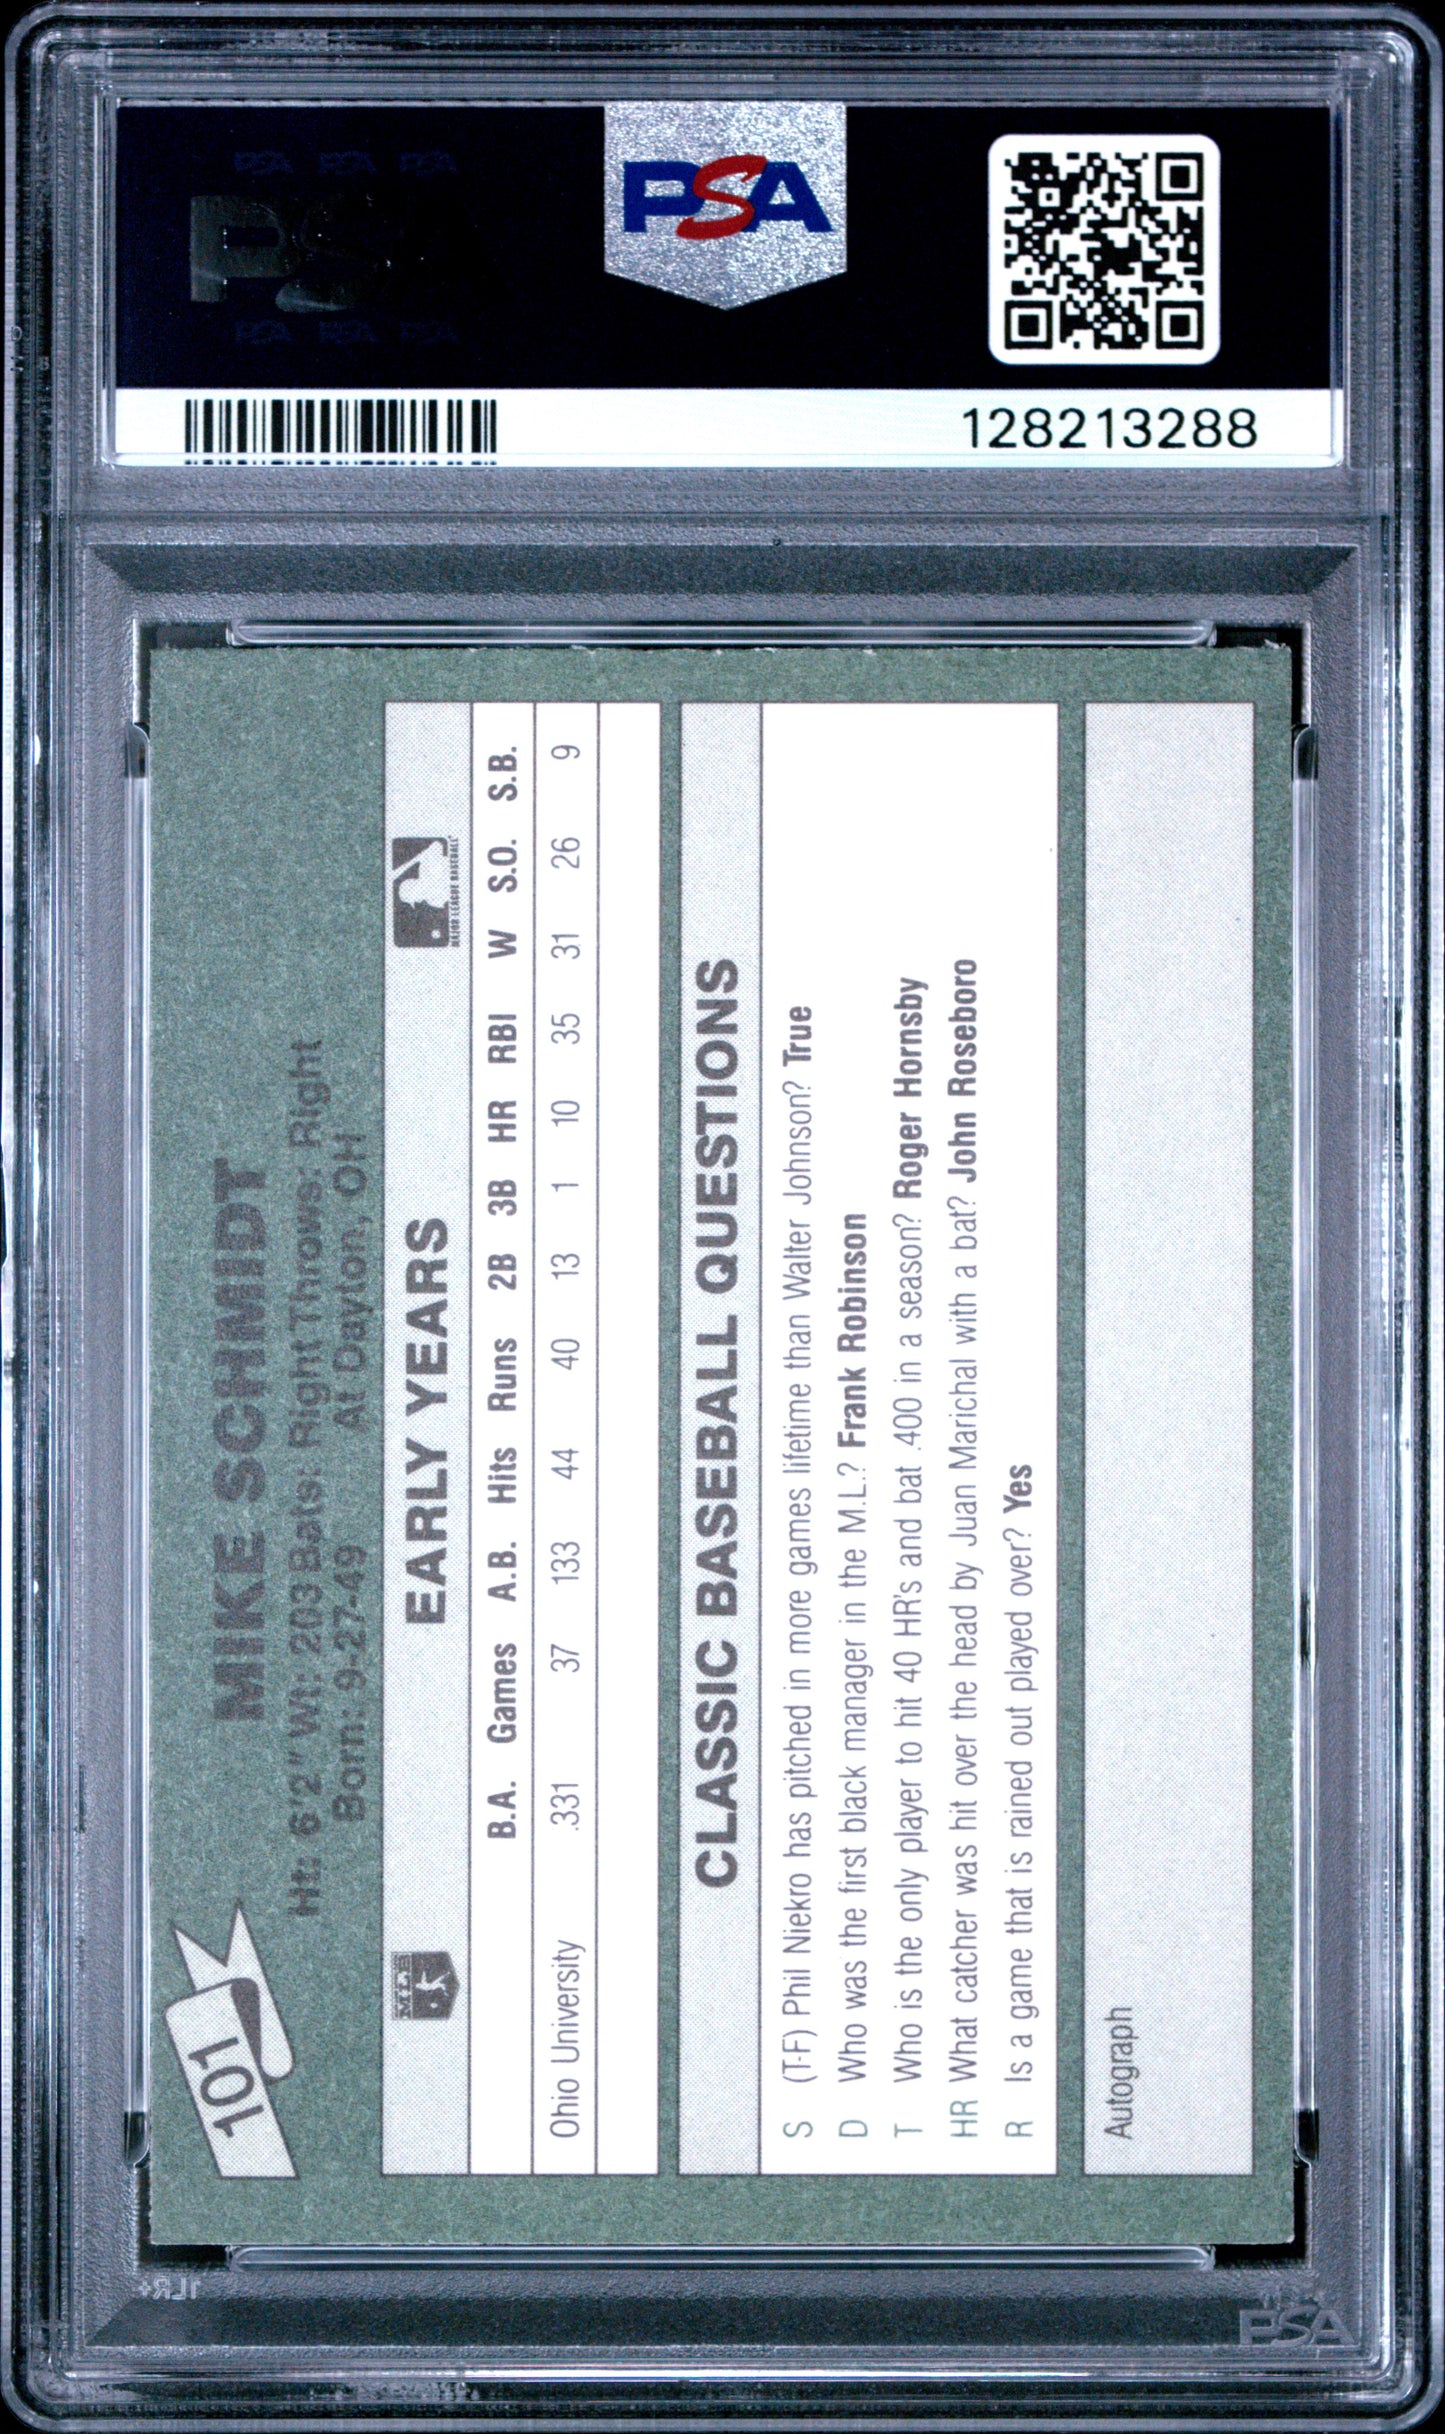 PSA
128213288
101
MIKE SCHMIDT
Ht: 6'2" Wt: 203 Bats: Right Throws: Right
Born: 9-27-49 At Dayton, OH
MLB
EARLY YEARS
MAJOR LEAGUE BASEBALL
B.A. Games A.B. Hits Runs 2B 3B HR RBI W S.O. S.B.
Ohio University .331 37 133 44 40 13 1 10 35 31 26 9
CLASSIC BASEBALL QUESTIONS
S (T-F) Phil Niekro has pitched in more games lifetime than Walter Johnson? True
D Who was the first black manager in the M.L.? Frank Robinson
T Who is the only player to hit 40 HR's and bat .400 in a season? Roger Hornsby
HR What catcher was hit over the head by Juan Marichal with a bat? John Roseboro
R Is a game that is rained out played over? Yes
Autograph
1LR+
PSA